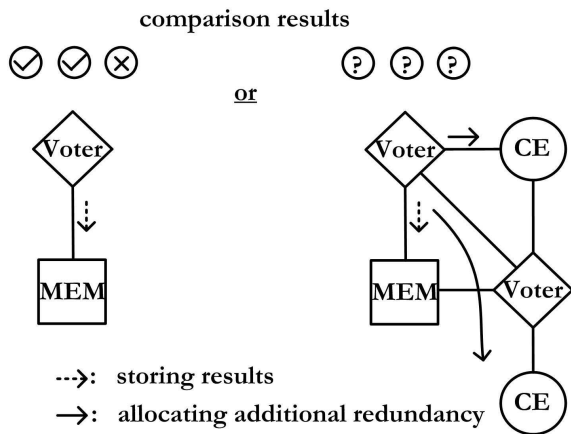 comparison results
? ? ?
or
Voter
Voter
CE
MEM
MEM
Voter
CE
: storing results
: allocating additional redundancy